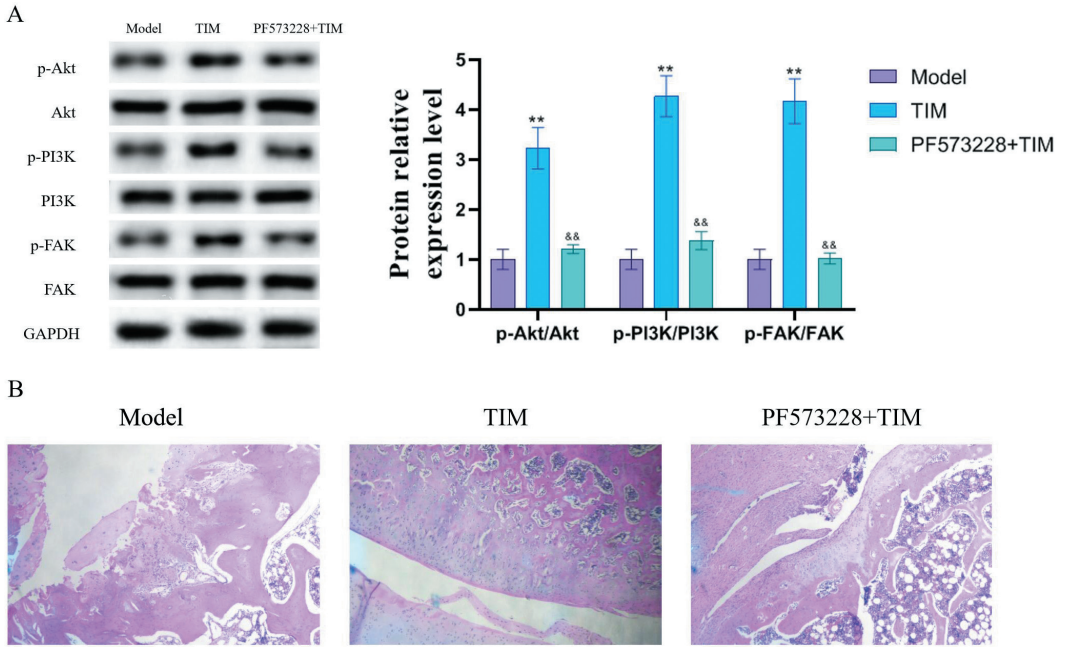 A
Model TIM PF573228+TIM
p-Akt
Akt
p-PI3K
PI3K
p-FAK
FAK
GAPDH
Protein relative
expression level
5
4
3
2
1
0
** && ** && ** &&
p-Akt/Akt p-PI3K/PI3K p-FAK/FAK
Model
TIM
PF573228+TIM
B
Model TIM PF573228+TIM